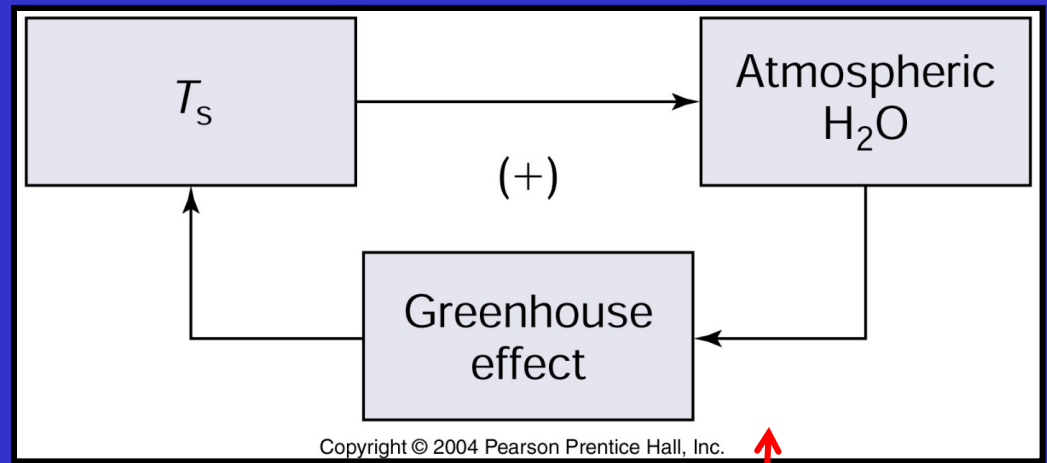 Tₛ
Atmospheric
H₂O
(+)
Greenhouse
effect
Copyright © 2004 Pearson Prentice Hall, Inc.